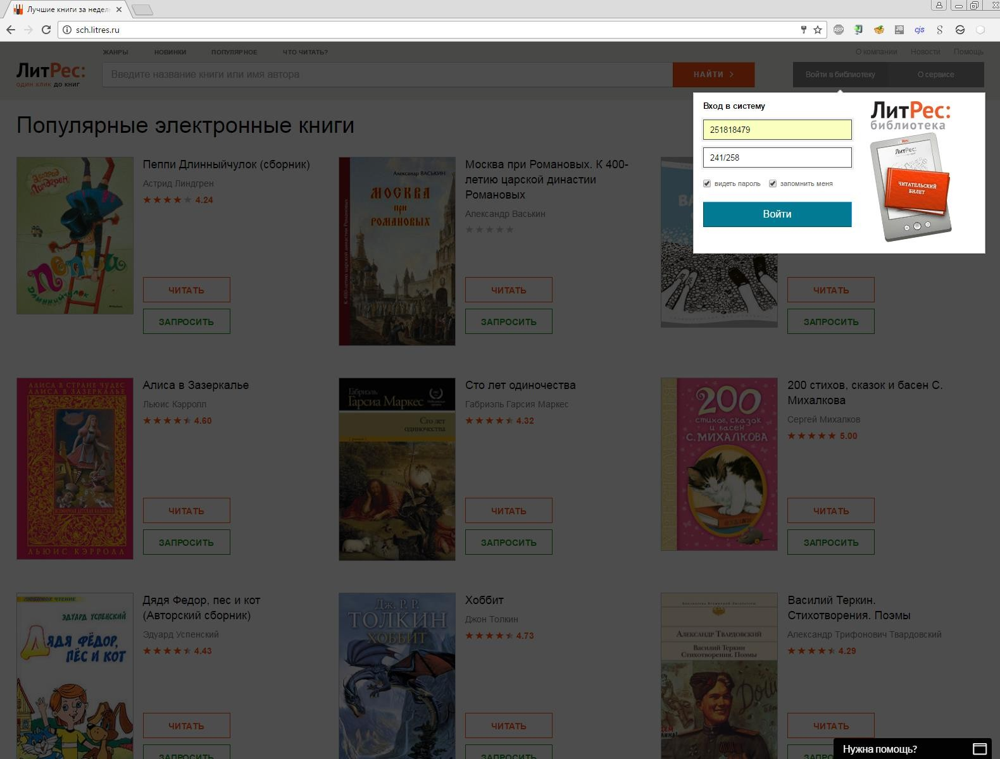 Лучшие книги за недел
sch.litres.ru
ABP
JB
cjs
ЖАНРЫ НОВИНКИ ПОПУЛЯРНОЕ ЧТО ЧИТАТЬ?
О компании Новости Помощь
ЛитРес:
один клик до книг
Введите название книги или имя автора
НАЙТИ
Войти в библиотеку
О сервисе
Вход в систему
251818479
241/258
видеть пароль
запомнить меня
Войти
ЛитРес:
библиотека
ЛитРес:
ЧИТАТЕЛЬСКИЙ
БИЛЕТ
Популярные электронные книги
Астрид
Линдгрен
Пеппи
Длинныйчулок
Пеппи Длинныйчулок (сборник)
Астрид Линдгрен
4.24
ЧИТАТЬ
ЗАПРОСИТЬ
Александр ВАСЬКИН
МОСКВА
при
РОМАНОВЫХ
К 400-летию царской династии Романовых
Москва при Романовых. К 400-
летию царской династии
Романовых
Александр Васькин
ЧИТАТЬ
ЗАПРОСИТЬ
ЧИТАТЬ
ЗАПРОСИТЬ
АЛИСА В СТРАНЕ ЧУДЕС
АЛИСА В ЗАЗЕРКАЛЬЕ
ЛЬЮИС КЭРРОЛЛ
Алиса в Зазеркалье
Льюис Кэрролл
4.60
ЧИТАТЬ
ЗАПРОСИТЬ
Габриэль
Гарсиа Маркес
Сто лет
одиночества
Сто лет одиночества
Габриэль Гарсия Маркес
4.32
ЧИТАТЬ
ЗАПРОСИТЬ
200
стихов, сказок
и басен
С. МИХАЛКОВА
200 стихов, сказок и басен С.
Михалкова
Сергей Михалков
5.00
ЧИТАТЬ
ЗАПРОСИТЬ
ЛЮБИМОЕ ЧТЕНИЕ
ЭДУАРД УСПЕНСКИЙ
Дядя Фёдор,
пёс и кот
Дядя Федор, пес и кот
(Авторский сборник)
Эдуард Успенский
4.43
ЧИТАТЬ
ЗАПРОСИТЬ
Дж. Р. Р.
ТОЛКИН
ХОББИТ
Хоббит
Джон Толкин
4.73
ЧИТАТЬ
ЗАПРОСИТЬ
Александр Твардовский
Василий Теркин
Стихотворения. Поэмы
Василий Теркин.
Стихотворения. Поэмы
Александр Трифонович Твардовский
4.29
ЧИТАТЬ
Нужна помощь?